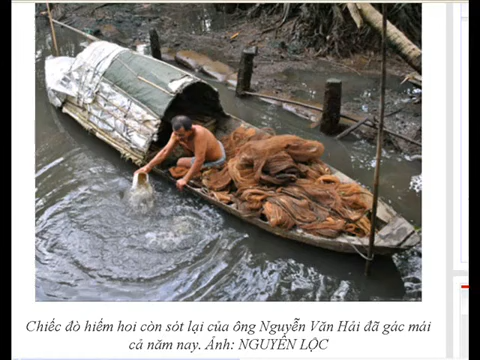 Chiếc đò hiếm hoi còn sót lại của ông Nguyễn Văn Hải đã gác mái
cả năm nay. Ảnh: NGUYỄN LỘC